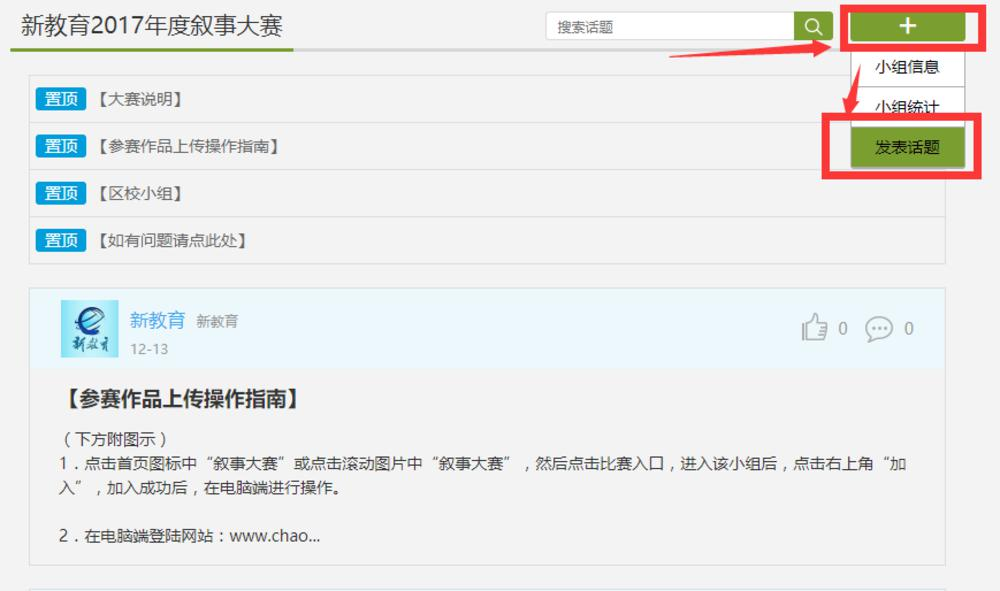 新教育2017年度叙事大赛
搜索话题
+
小组信息
小组统计
发表话题
置顶 【大赛说明】
置顶 【参赛作品上传操作指南】
置顶 【区校小组】
置顶 【如有问题请点此处】
新教育
新教育 新教育
12-13
0 0
【参赛作品上传操作指南】
（下方附图示）
1．点击首页图标中“叙事大赛”或点击滚动图片中“叙事大赛”，然后点击比赛入口，进入该小组后，点击右上角“加
入”，加入成功后，在电脑端进行操作。
2．在电脑端登陆网站：www.chao...